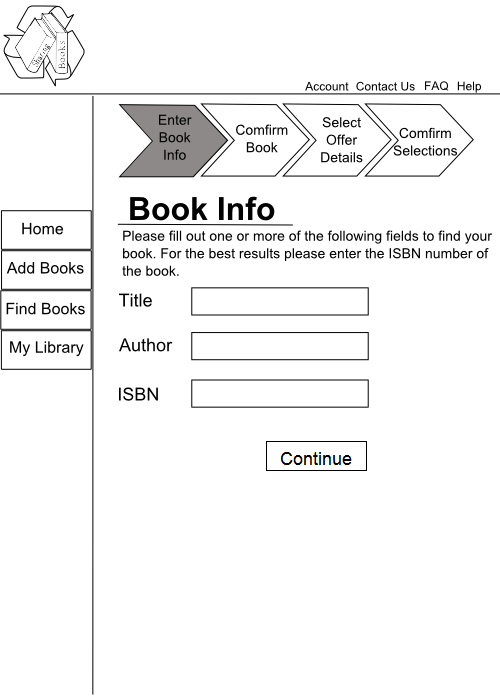 Sharing
Books
Account Contact Us FAQ Help
Enter
Book
Info
Comfirm
Book
Select
Offer
Details
Comfirm
Selections
Home
Add Books
Find Books
My Library
Book Info
Please fill out one or more of the following fields to find your
book. For the best results please enter the ISBN number of
the book.
Title
Author
ISBN
Continue